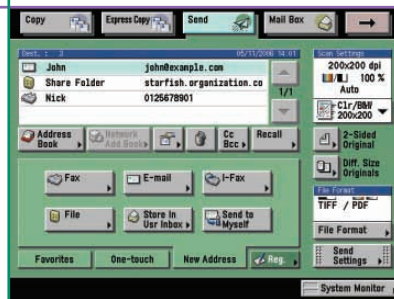 Copy Express Copy Send Mail Box
Dest. : 3 05/11/2006 14:01
John john@example.com
Share Folder starfish.organization.co
Nick 0125678901
1/1
Address Book
Network Add Book
Cc Bcc
Recall
Fax
E-mail
I-Fax
File
Store in Usr Inbox
Send to Myself
Favorites One-touch New Address Reg.
Scan Settings
200x200 dpi
100 %
Auto
Clr/B&W
200x200
2-Sided
Original
Diff. Size
Originals
File Format
TIFF / PDF
File Format
Send
Settings
System Monitor